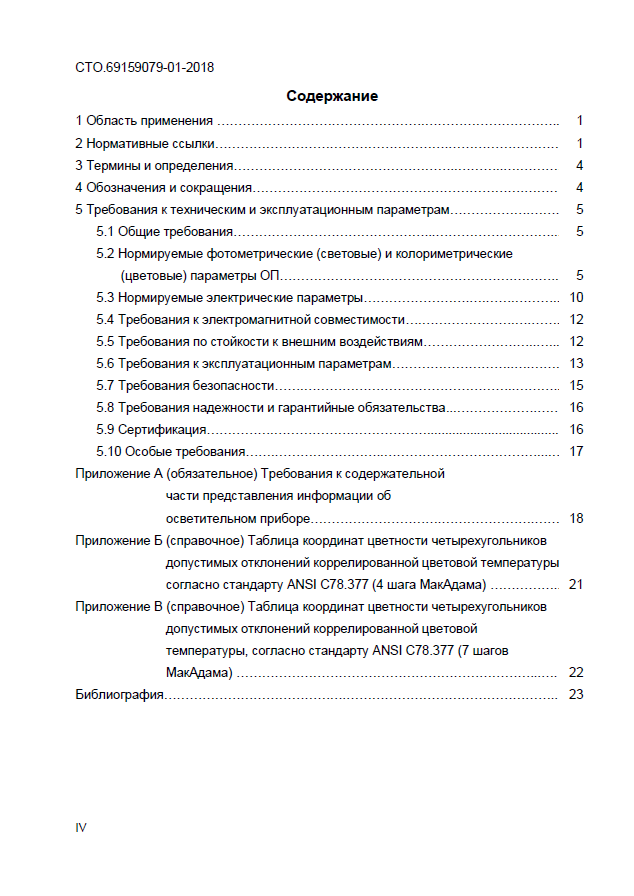 СТО.69159079-01-2018
Содержание
1 Область применения ………………………………………………………………………. 1
2 Нормативные ссылки………………………………………………………………………. 1
3 Термины и определения…………………………………………………………………… 4
4 Обозначения и сокращения……………………………………………………………… 4
5 Требования к техническим и эксплуатационным параметрам……………………. 5
5.1 Общие требования…………………………………………………………………... 5
5.2 Нормируемые фотометрические (световые) и колориметрические
(цветовые) параметры ОП…………………………………………………………. 5
5.3 Нормируемые электрические параметры……………………………………….. 10
5.4 Требования к электромагнитной совместимости……………………………… 12
5.5 Требования по стойкости к внешним воздействиям…………………………... 12
5.6 Требования к эксплуатационным параметрам………………………………… 13
5.7 Требования безопасности…………………………………………………………. 15
5.8 Требования надежности и гарантийные обязательства..……………………. 16
5.9 Сертификация………………………………………………………………………… 16
5.10 Особые требования………………………………………………………………... 17
Приложение А (обязательное) Требования к содержательной
части представления информации об
осветительном приборе…………………………………………………… 18
Приложение Б (справочное) Таблица координат цветности четырехугольников
допустимых отклонений коррелированной цветовой температуры
согласно стандарту ANSI C78.377 (4 шага МакАдама) …………….. 21
Приложение В (справочное) Таблица координат цветности четырехугольников
допустимых отклонений коррелированной цветовой
температуры, согласно стандарту ANSI C78.377 (7 шагов
МакАдама) …………………………………………………………………... 22
Библиография………………………………………………………………………………….. 23
IV